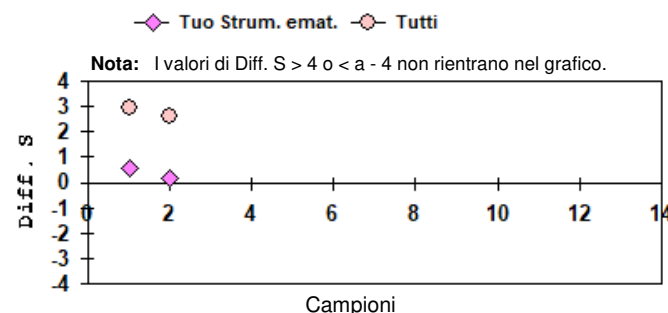 Tuo Strum. emat. Tutti
Nota: I valori di Diff. S > 4 o < a - 4 non rientrano nel grafico.
4
3
2
1
0
-1
-2
-3
-4
Diff. S
0 2 4 6 8 10 12 14
Campioni